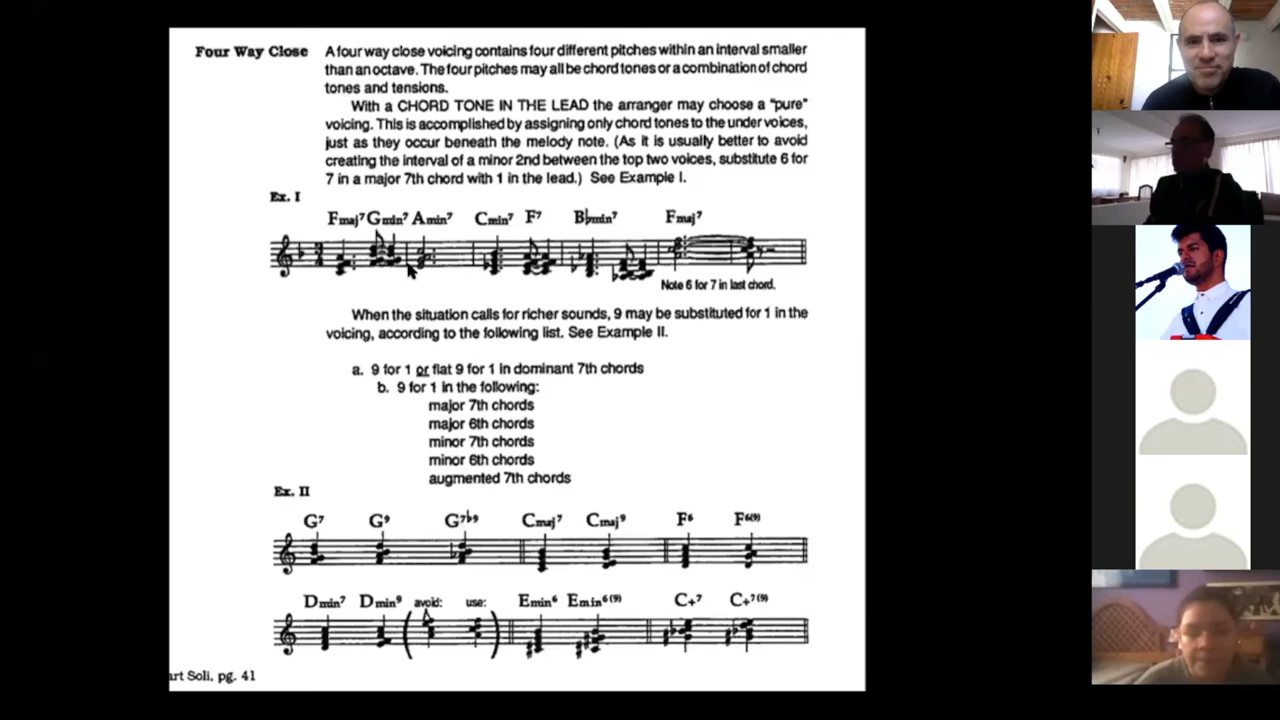 Four Way Close A four way close voicing contains four different pitches within an interval smaller
than an octave. The four pitches may all be chord tones or a combination of chord
tones and tensions.
With a CHORD TONE IN THE LEAD the arranger may choose a "pure"
voicing. This is accomplished by assigning only chord tones to the under voices,
just as they occur beneath the melody note. (As it is usually better to avoid
creating the interval of a minor 2nd between the top two voices, substitute 6 for
7 in a major 7th chord with 1 in the lead.) See Example I.
Ex. I
Fmaj7 Gmin7 Amin7 Cmin7 F7 B♭min7 Fmaj7
3
4
Note 6 for 7 in last chord.
When the situation calls for richer sounds, 9 may be substituted for 1 in the
voicing, according to the following list. See Example II.
a. 9 for 1 or flat 9 for 1 in dominant 7th chords
b. 9 for 1 in the following:
major 7th chords
major 6th chords
minor 7th chords
minor 6th chords
augmented 7th chords
Ex. II
G7 G9 G7♭9 Cmaj7 Cmaj9 F6 F6(9)
Dmin7 Dmin9 avoid: use: Emin6 Emin6(9) C+7 C+7(9)
art Soli, pg. 41